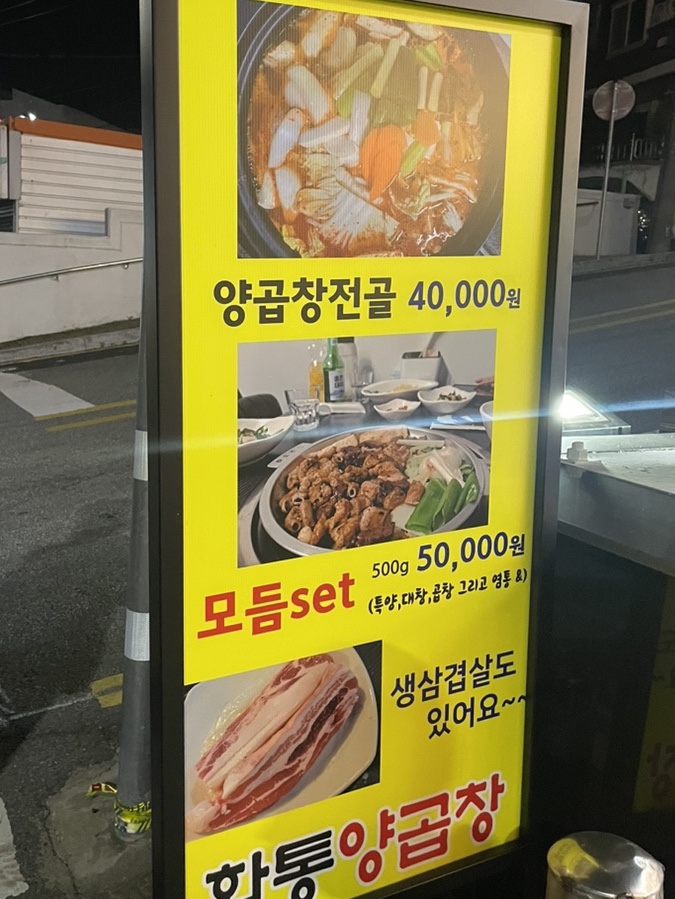 양곱창전골 40,000원
500g 50,000원
모듬set
(특양,대창,곱창 그리고 염통 &)
생삼겹살도
있어요~~
양곱창